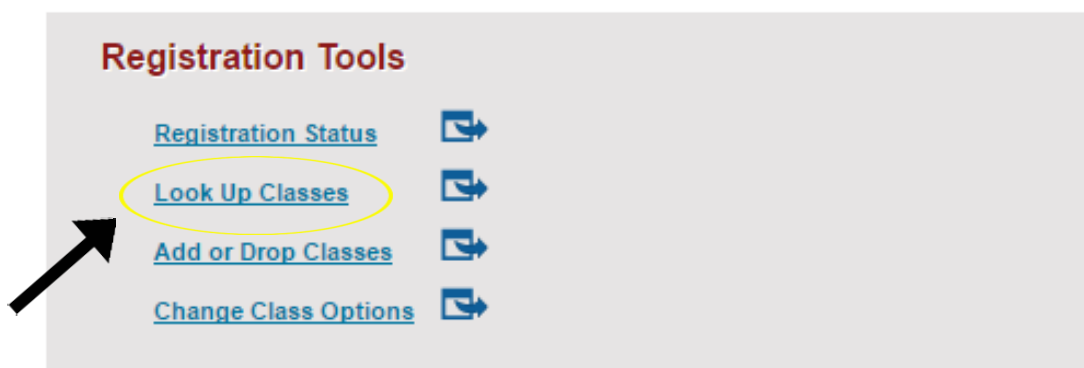 Registration Tools
Registration Status
Look Up Classes
Add or Drop Classes
Change Class Options